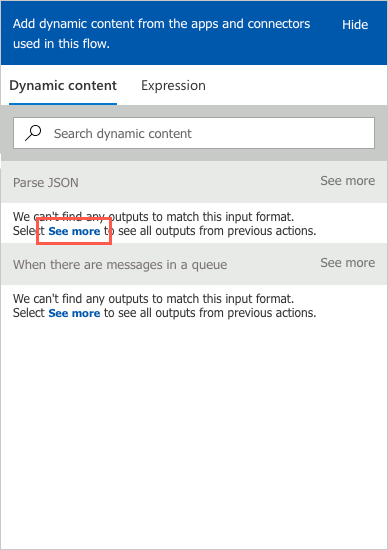 Add dynamic content from the apps and connectors
used in this flow.
Hide
Dynamic content
Expression
Search dynamic content
Parse JSON
See more
We can't find any outputs to match this input format.
Select See more to see all outputs from previous actions.
When there are messages in a queue
See more
We can't find any outputs to match this input format.
Select See more to see all outputs from previous actions.